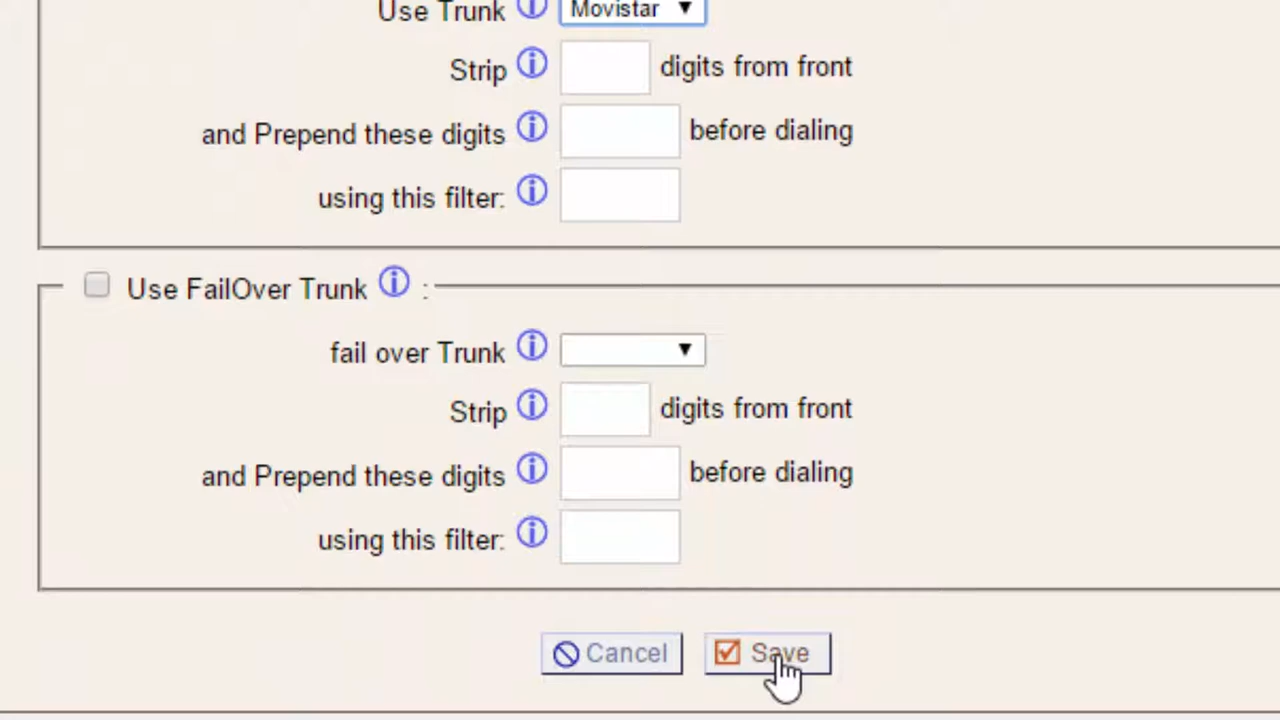 Use Trunk Movistar
Strip digits from front
and Prepend these digits before dialing
using this filter:
Use FailOver Trunk :
fail over Trunk
Strip digits from front
and Prepend these digits before dialing
using this filter:
Cancel Save